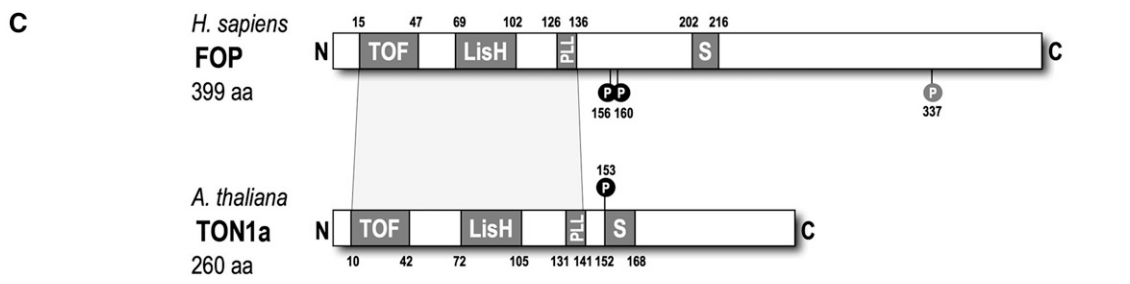 C
H. sapiens
FOP
399 aa
15 47 69 102 126 136 202 216
N TOF LisH PLL S C
P P P
156 160 337
153
P
A. thaliana
TON1a
260 aa
N TOF LisH PLL S C
10 42 72 105 131 141 152 168